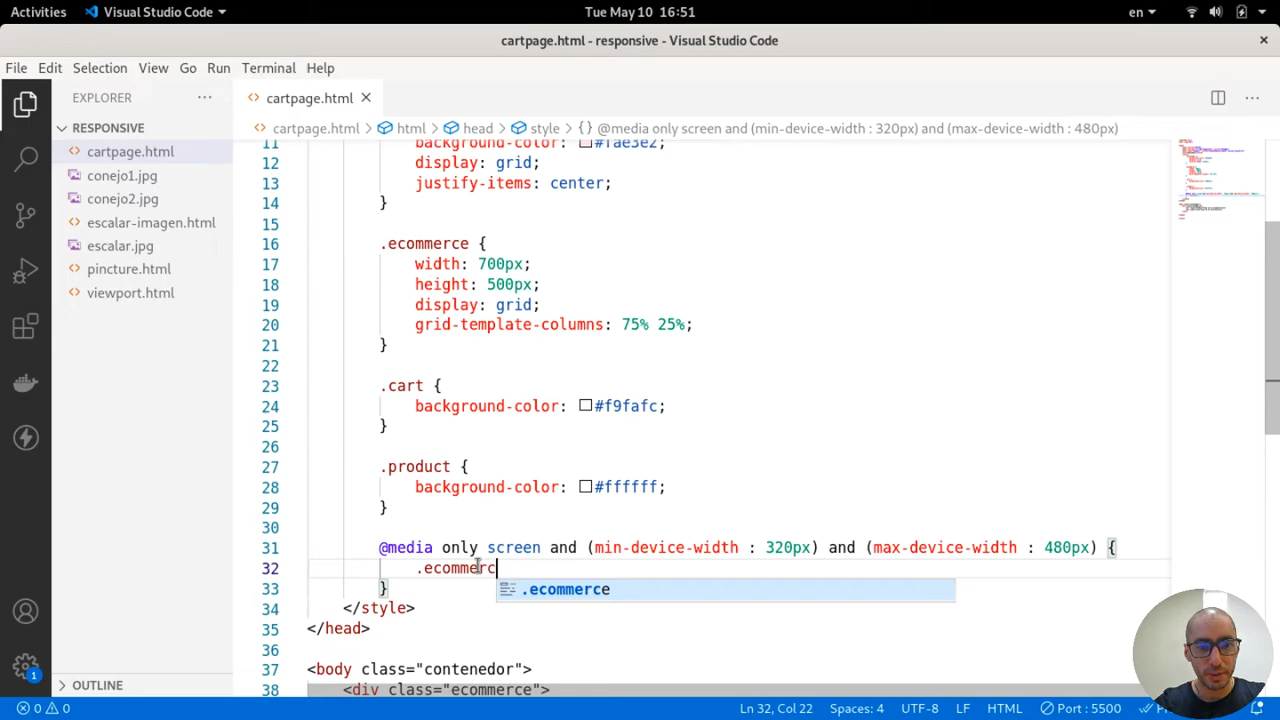 Activities Visual Studio Code Tue May 10 16:51 en
cartpage.html - responsive - Visual Studio Code ×
File Edit Selection View Go Run Terminal Help
EXPLORER ··· <> cartpage.html ×
RESPONSIVE
<> cartpage.html
conejo1.jpg
conejo2.jpg
<> escalar-imagen.html
escalar.jpg
<> pincture.html
<> viewport.html
OUTLINE
<> cartpage.html > html > head > style > {} @media only screen and (min-device-width : 320px) and (max-device-width : 480px)
11 background-color: #fae3e2;
12 display: grid;
13 justify-items: center;
14 }
15
16 .ecommerce {
17 width: 700px;
18 height: 500px;
19 display: grid;
20 grid-template-columns: 75% 25%;
21 }
22
23 .cart {
24 background-color: #f9fafc;
25 }
26
27 .product {
28 background-color: #ffffff;
29 }
30
31 @media only screen and (min-device-width : 320px) and (max-device-width : 480px) {
32 .ecommerc
.ecommerce
33 }
34 </style>
35 </head>
36
37 <body class="contenedor">
38 <div class="ecommerce">
1
0 0 Ln 32, Col 22 Spaces: 4 UTF-8 LF HTML Port : 5500